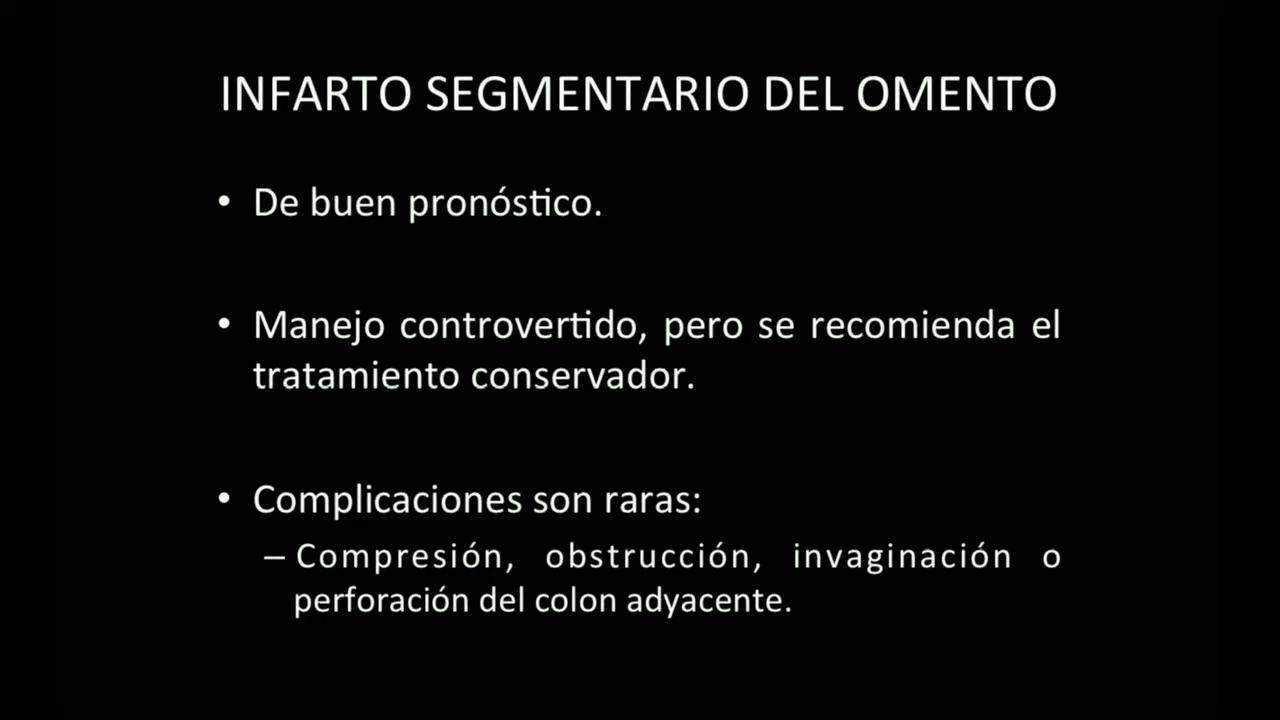 INFARTO SEGMENTARIO DEL OMENTO
• De buen pronóstico.
• Manejo controvertido, pero se recomienda el
tratamiento conservador.
• Complicaciones son raras:
– Compresión, obstrucción, invaginación o
perforación del colon adyacente.